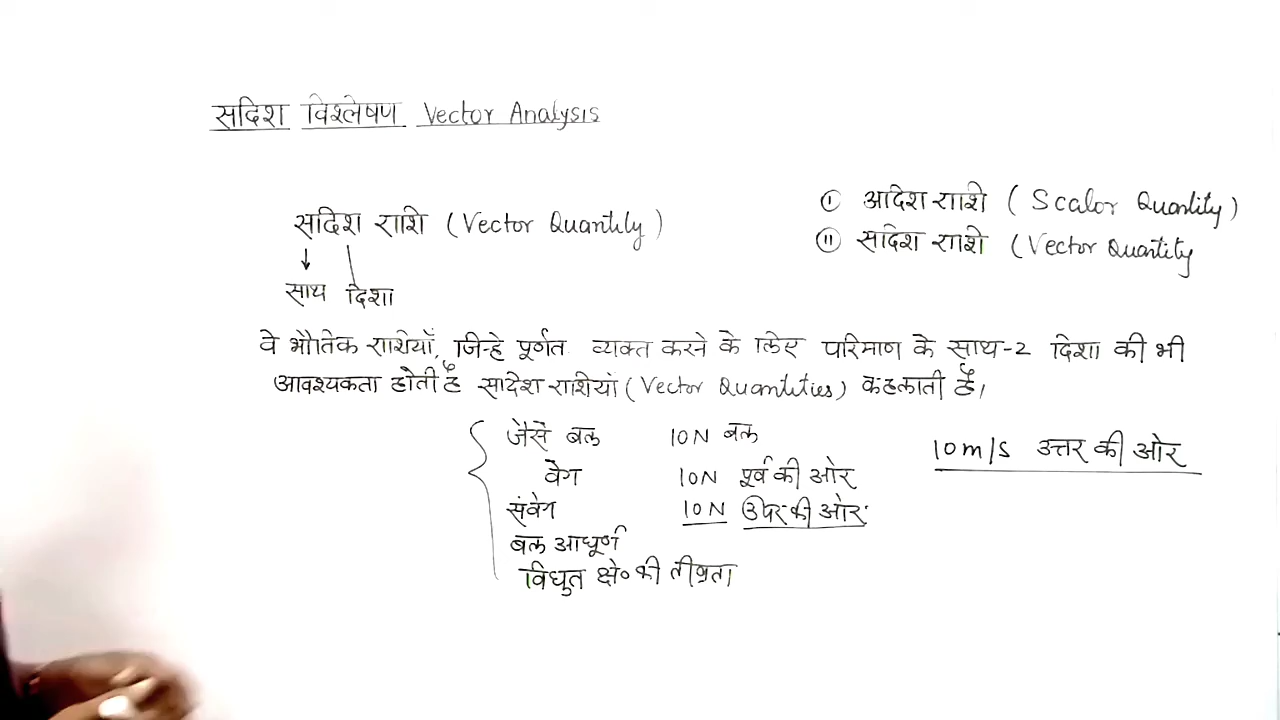 सदिश विश्लेषण Vector Analysis
① अदिश राशि ( Scalor Quantity )
② सदिश राशि ( Vector Quantity
सदिश राशि ( Vector Quantity )
साथ दिशा
वे भौतिक राशियाँ, जिन्हे पूर्णत व्यक्त करने के लिए परिमाण के साथ-2 दिशा की भी
आवश्यकता होती है सदिश राशियां ( Vector Quantities ) कहलाती है।
जैसे बल 10N बल
वेग 10N पूर्व की ओर
संवेग 10N की ओर
बल आघूर्ण
विधुत क्षे० की तीव्रता
10m/s उत्तर की ओर